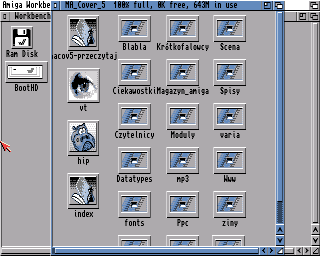 Amiga Workbe
MA_Cover_5 100% full, 0K free, 643M in use
Workbench
Ram Disk
BootHD
Blabla
Krótkofalowcy
Scena
acov5-przeczytaj
Ciekawostki
Magazyn_amiga
Spisy
vt
Czytelnicy
Moduly
varia
hip
Datatypes
mp3
Www
index
fonts
Ppc
ziny